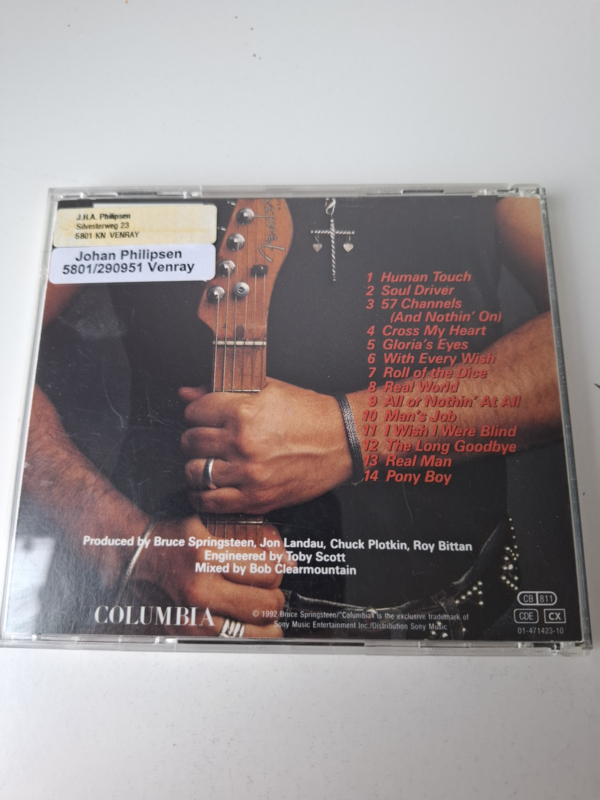 J.H.A. Philipsen
Silvesterweg 23
5801 KN VENRAY
Johan Philipsen
5801/290951 Venray
Fender
1 Human Touch
2 Soul Driver
3 57 Channels
(And Nothin' On)
4 Cross My Heart
5 Gloria's Eyes
6 With Every Wish
7 Roll of the Dice
8 Real World
9 All or Nothin' At All
10 Man's Job
11 I Wish I Were Blind
12 The Long Goodbye
13 Real Man
14 Pony Boy
Produced by Bruce Springsteen, Jon Landau, Chuck Plotkin, Roy Bittan
Engineered by Toby Scott
Mixed by Bob Clearmountain
COLUMBIA
© 1992 Bruce Springsteen/"Columbia" is the exclusive trademark of
Sony Music Entertainment Inc./Distribution Sony Music
CB 811
CDE CX
01-471423-10